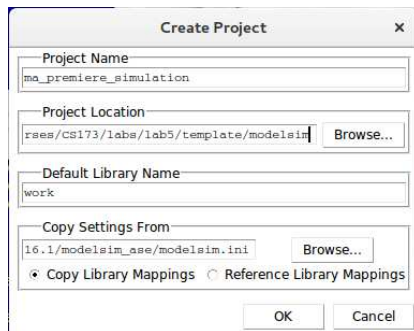 Create Project
Project Name
ma_premiere_simulation
Project Location
rses/CS173/labs/lab5/template/modelsim
Browse...
Default Library Name
work
Copy Settings From
16.1/modelsim_ase/modelsim.ini
Browse...
Copy Library Mappings Reference Library Mappings
OK Cancel